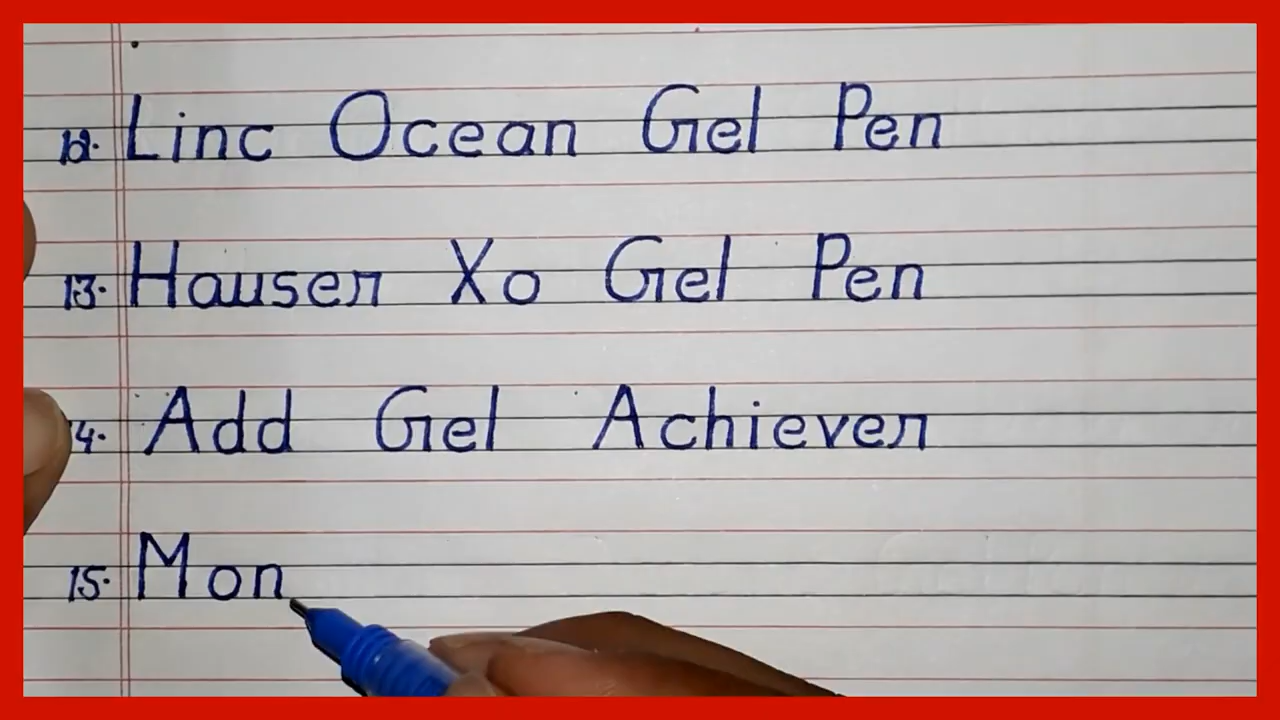 12. Linc Ocean Gel Pen
13. Hauser Xo Gel Pen
14. Add Gel Achiever
15. Mon